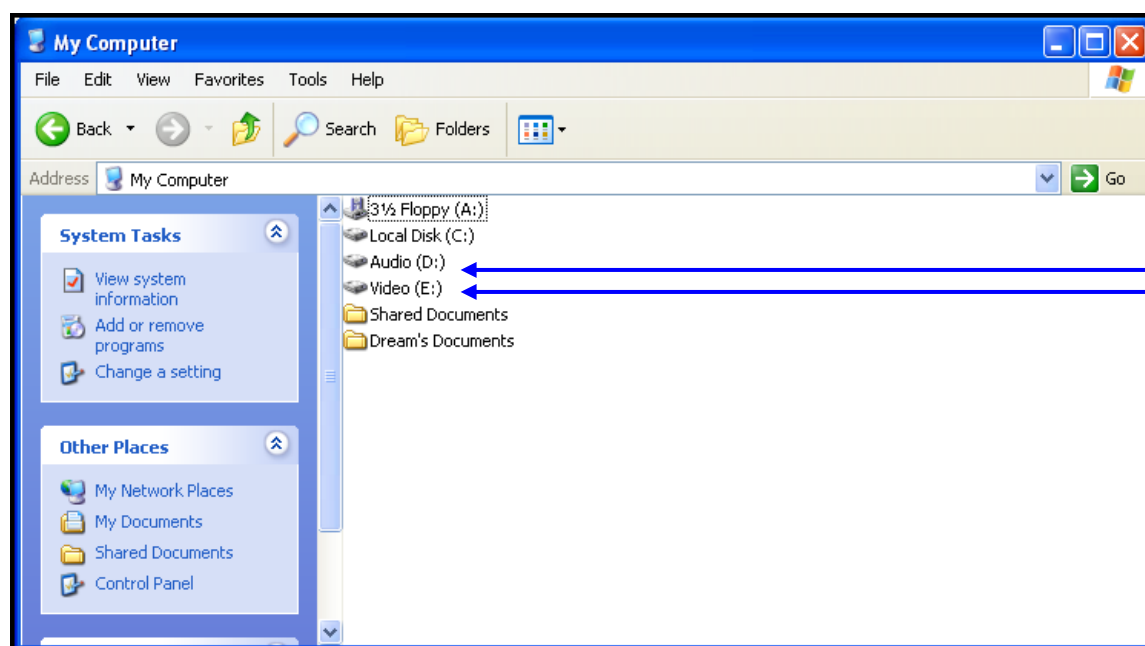 My Computer
File Edit View Favorites Tools Help
Back Search Folders
Address My Computer Go
System Tasks
View system
information
Add or remove
programs
Change a setting
Other Places
My Network Places
My Documents
Shared Documents
Control Panel
3½ Floppy (A:)
Local Disk (C:)
Audio (D:)
Video (E:)
Shared Documents
Dream's Documents